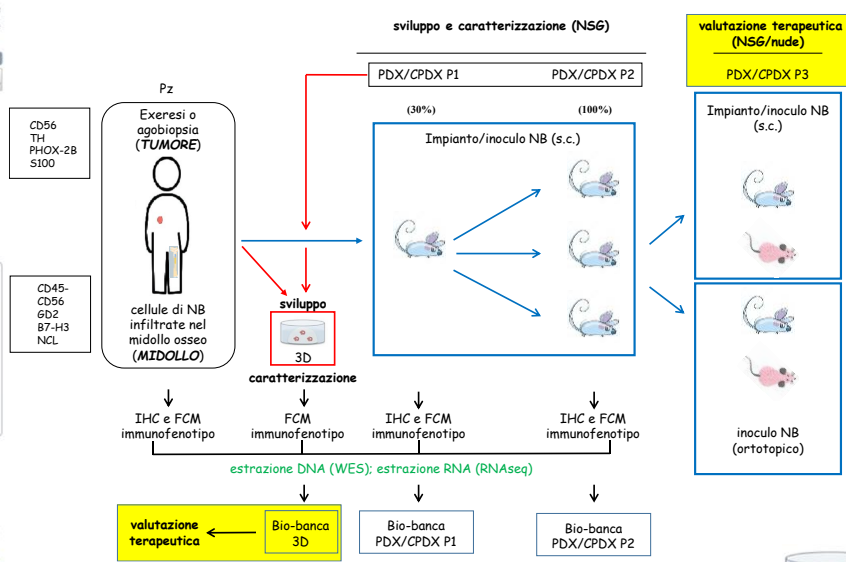 sviluppo e caratterizzazione (NSG)
valutazione terapeutica
(NSG/nude)
PDX/CPDX P1
PDX/CPDX P2
PDX/CPDX P3
Pz
(30%)
(100%)
CD56
TH
PHOX-2B
S100
Exeresi o
agobiopsia
(TUMORE)
Impianto/inoculo NB (s.c.)
Impianto/inoculo NB
(s.c.)
CD45-
CD56
GD2
B7-H3
NCL
cellule di NB
infiltrate nel
midollo osseo
(MIDOLLO)
sviluppo
3D
caratterizzazione
inoculo NB
(ortotopico)
IHC e FCM
immunofenotipo
FCM
immunofenotipo
IHC e FCM
immunofenotipo
IHC e FCM
immunofenotipo
estrazione DNA (WES); estrazione RNA (RNAseq)
valutazione
terapeutica
Bio-banca
3D
Bio-banca
PDX/CPDX P1
Bio-banca
PDX/CPDX P2